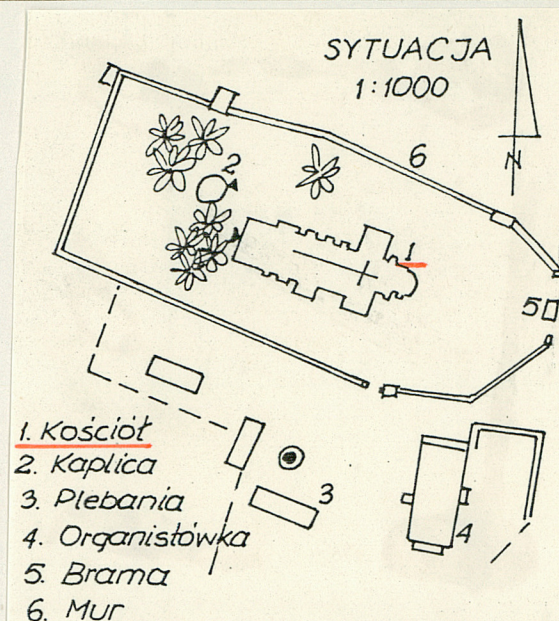 SYTUACJA
1:1000
N
6
2
1
5
1. Kościół
2. Kaplica
3. Plebania
3
4. Organistówka
4
5. Brama
6. Mur